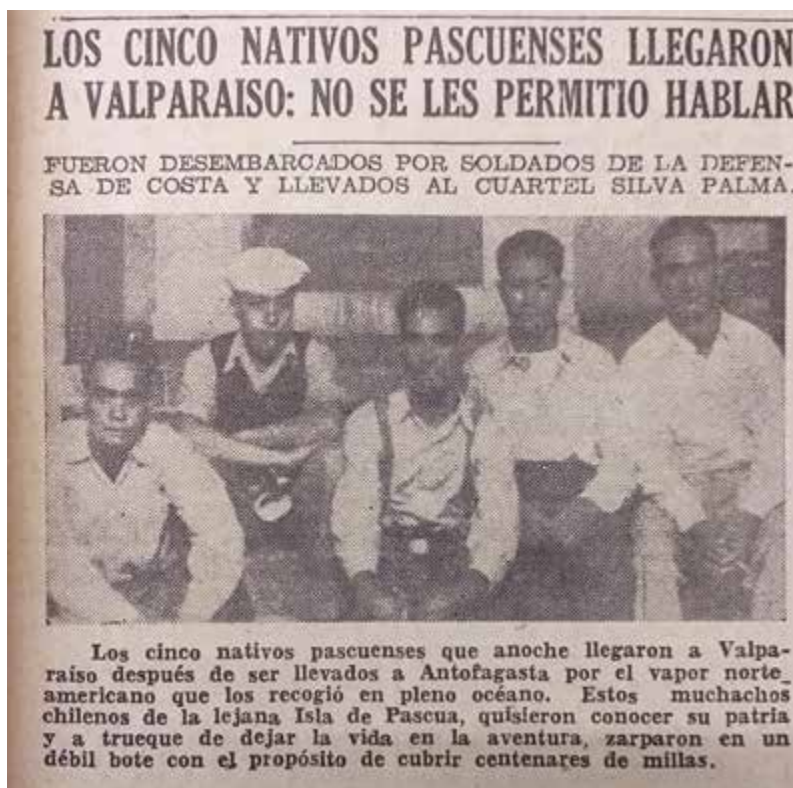 LOS CINCO NATIVOS PASCUENSES LLEGARON
A VALPARAISO: NO SE LES PERMITIO HABLAR
FUERON DESEMBARCADOS POR SOLDADOS DE LA DEFEN-
SA DE COSTA Y LLEVADOS AL CUARTEL SILVA PALMA.
Los cinco nativos pascuenses que anoche llegaron a Valpa-
raíso después de ser llevados a Antofagasta por el vapor norte_
americano que los recogió en pleno océano. Estos muchachos
chilenos de la lejana Isla de Pascua, quisieron conocer su patria
y a trueque de dejar la vida en la aventura, zarparon en un
débil bote con el propósito de cubrir centenares de millas.